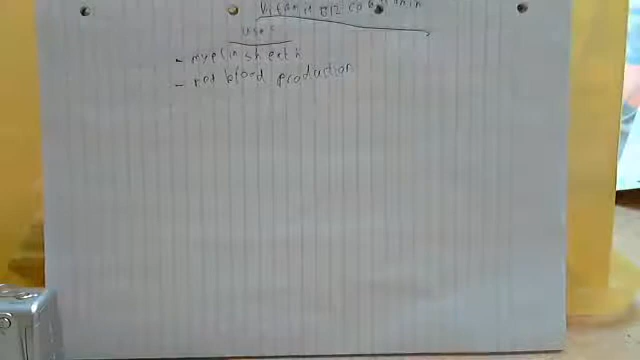 Vitamin B12 cobalamin
uses
- myelin sheath
- red blood production